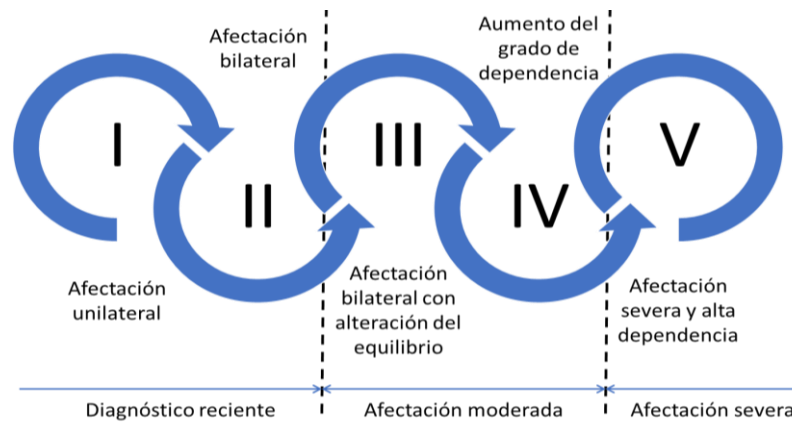 Afectación
bilateral
Aumento del
grado de
dependencia
I
II
III
IV
V
Afectación
unilateral
Afectación
bilateral con
alteración del
equilibrio
Afectación
severa y alta
dependencia
Diagnóstico reciente
Afectación moderada
Afectación severa